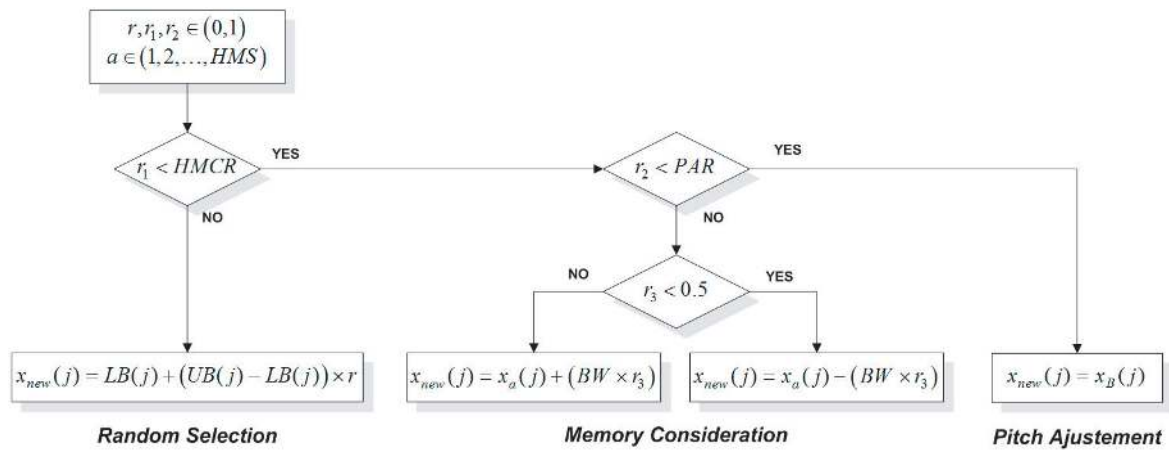 r,r₁,r₂ ∈ (0,1)
a ∈ (1,2,...,HMS)
r₁ < HMCR
YES
NO
r₂ < PAR
YES
NO
r₃ < 0.5
NO
YES
x_new(j) = LB(j) + (UB(j) − LB(j)) × r
x_new(j) = x_a(j) + (BW × r₃)
x_new(j) = x_a(j) − (BW × r₃)
x_new(j) = x_B(j)
Random Selection
Memory Consideration
Pitch Ajustement